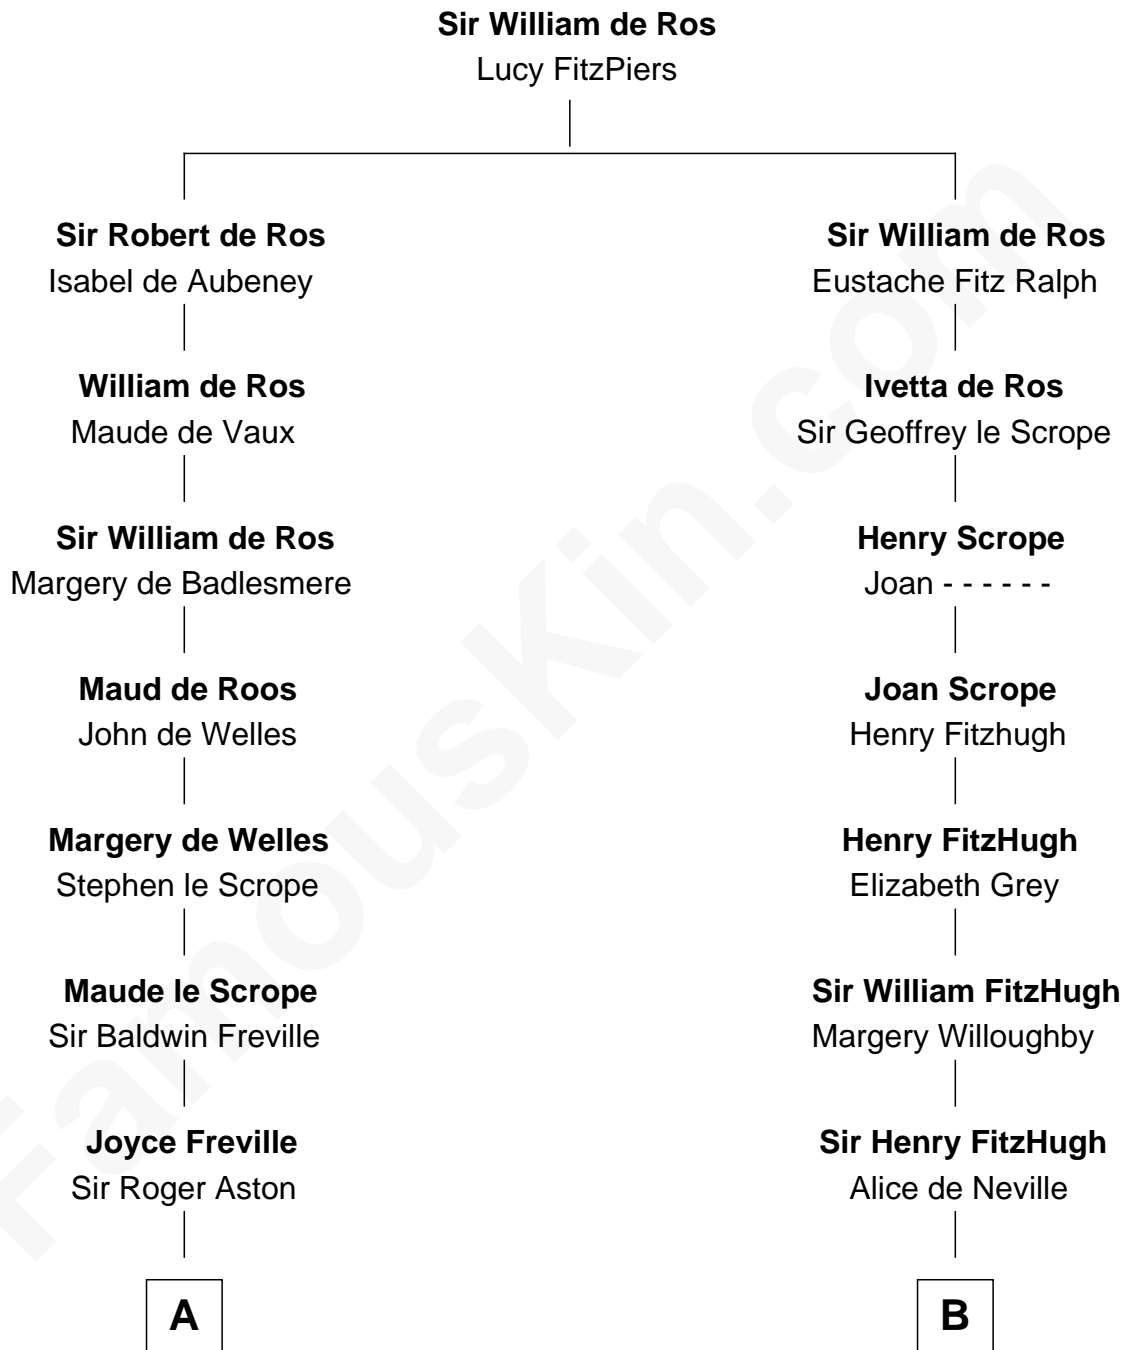 Sir William de Ros
Lucy FitzPiers
Sir Robert de Ros
Isabel de Aubeney
William de Ros
Maude de Vaux
Sir William de Ros
Margery de Badlesmere
Maud de Roos
John de Welles
Margery de Welles
Stephen le Scrope
Maude le Scrope
Sir Baldwin Freville
Joyce Freville
Sir Roger Aston
A
Sir William de Ros
Eustache Fitz Ralph
Ivetta de Ros
Sir Geoffrey le Scrope
Henry Scrope
Joan - - - - - -
Joan Scrope
Henry Fitzhugh
Henry FitzHugh
Elizabeth Grey
Sir William FitzHugh
Margery Willoughby
Sir Henry FitzHugh
Alice de Neville
B
FamousKin.com